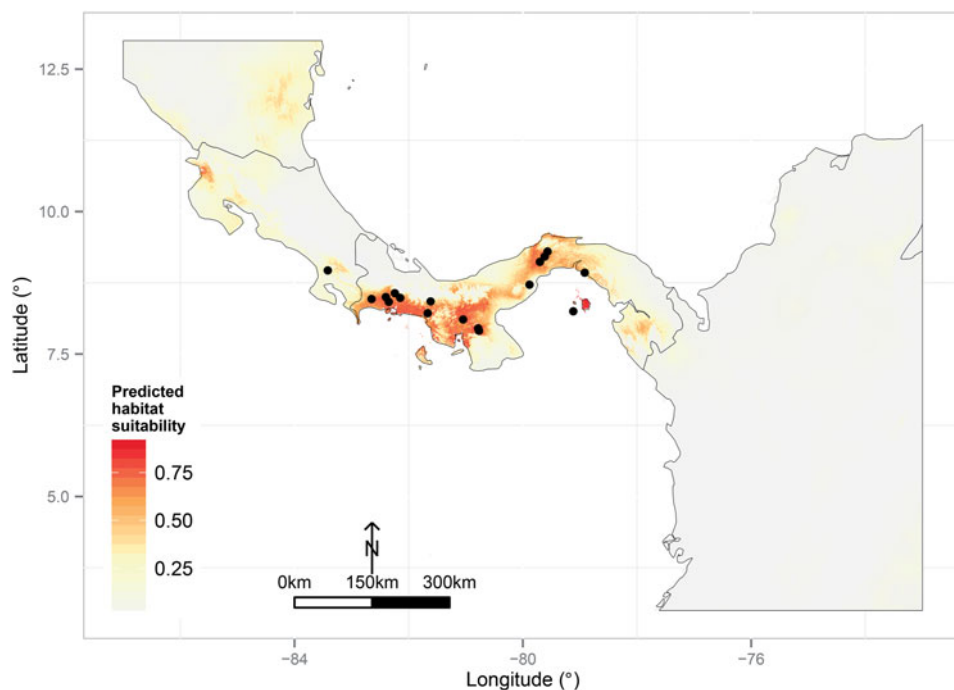 12.5
10.0
7.5
5.0
Latitude (°)
Predicted
habitat
suitability
0.75
0.50
0.25
N
0km 150km 300km
−84 −80 −76
Longitude (°)